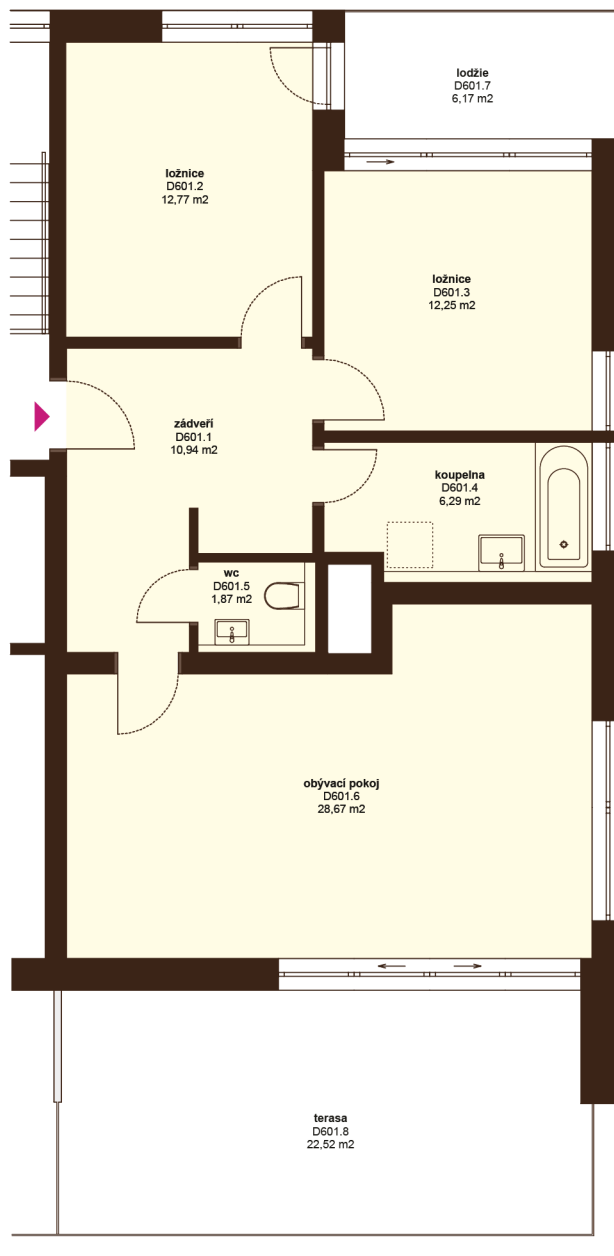 lodžie
D601.7
6,17 m2
ložnice
D601.2
12,77 m2
ložnice
D601.3
12,25 m2
zádveří
D601.1
10,94 m2
koupelna
D601.4
6,29 m2
wc
D601.5
1,87 m2
obývací pokoj
D601.6
28,67 m2
terasa
D601.8
22,52 m2